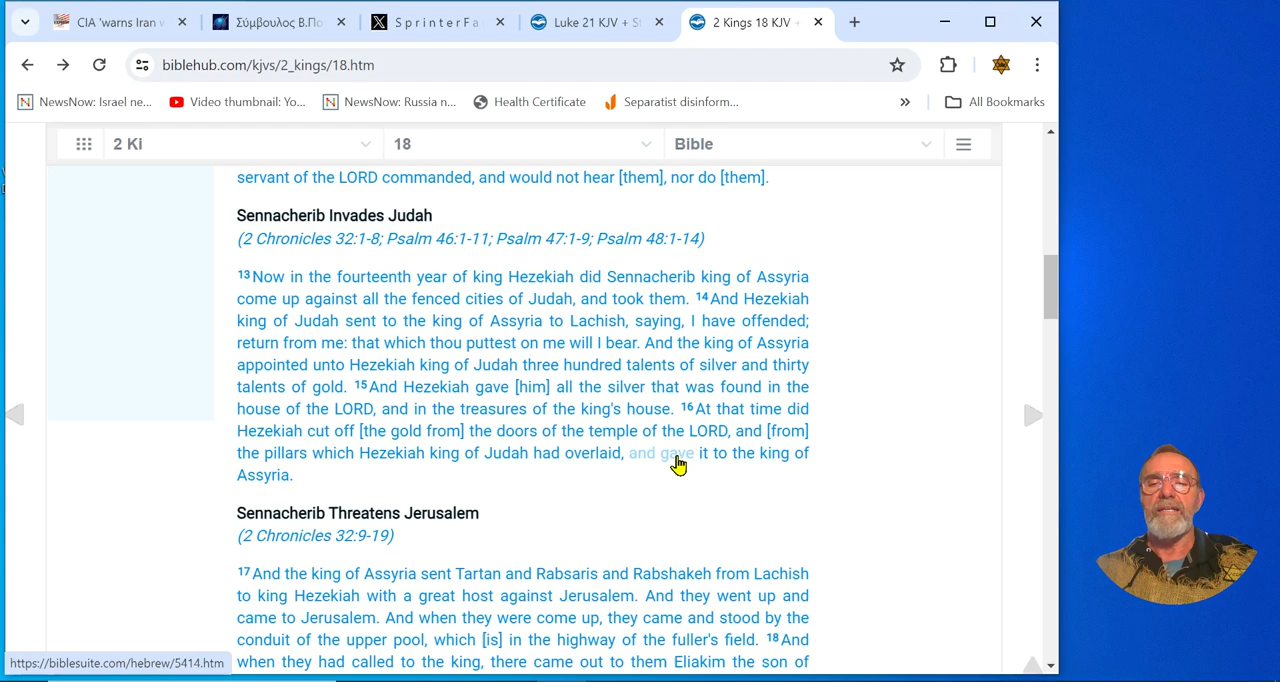 CIA 'warns Iran
Σύμβουλος Β.Πο
S p r i n t e r F a
Luke 21 KJV + S
2 Kings 18 KJV
biblehub.com/kjvs/2_kings/18.htm
NewsNow: Israel ne...
Video thumbnail: Yo...
NewsNow: Russia n...
Health Certificate
Separatist disinform...
»
All Bookmarks
2 Ki
18
Bible
servant of the LORD commanded, and would not hear [them], nor do [them].
Sennacherib Invades Judah
(2 Chronicles 32:1-8; Psalm 46:1-11; Psalm 47:1-9; Psalm 48:1-14)
13Now in the fourteenth year of king Hezekiah did Sennacherib king of Assyria
come up against all the fenced cities of Judah, and took them. 14And Hezekiah
king of Judah sent to the king of Assyria to Lachish, saying, I have offended;
return from me: that which thou puttest on me will I bear. And the king of Assyria
appointed unto Hezekiah king of Judah three hundred talents of silver and thirty
talents of gold. 15And Hezekiah gave [him] all the silver that was found in the
house of the LORD, and in the treasures of the king's house. 16At that time did
Hezekiah cut off [the gold from] the doors of the temple of the LORD, and [from]
the pillars which Hezekiah king of Judah had overlaid, and gave it to the king of
Assyria.
Sennacherib Threatens Jerusalem
(2 Chronicles 32:9-19)
17And the king of Assyria sent Tartan and Rabsaris and Rabshakeh from Lachish
to king Hezekiah with a great host against Jerusalem. And they went up and
came to Jerusalem. And when they were come up, they came and stood by the
conduit of the upper pool, which [is] in the highway of the fuller's field. 18And
when they had called to the king, there came out to them Eliakim the son of
https://biblesuite.com/hebrew/5414.htm